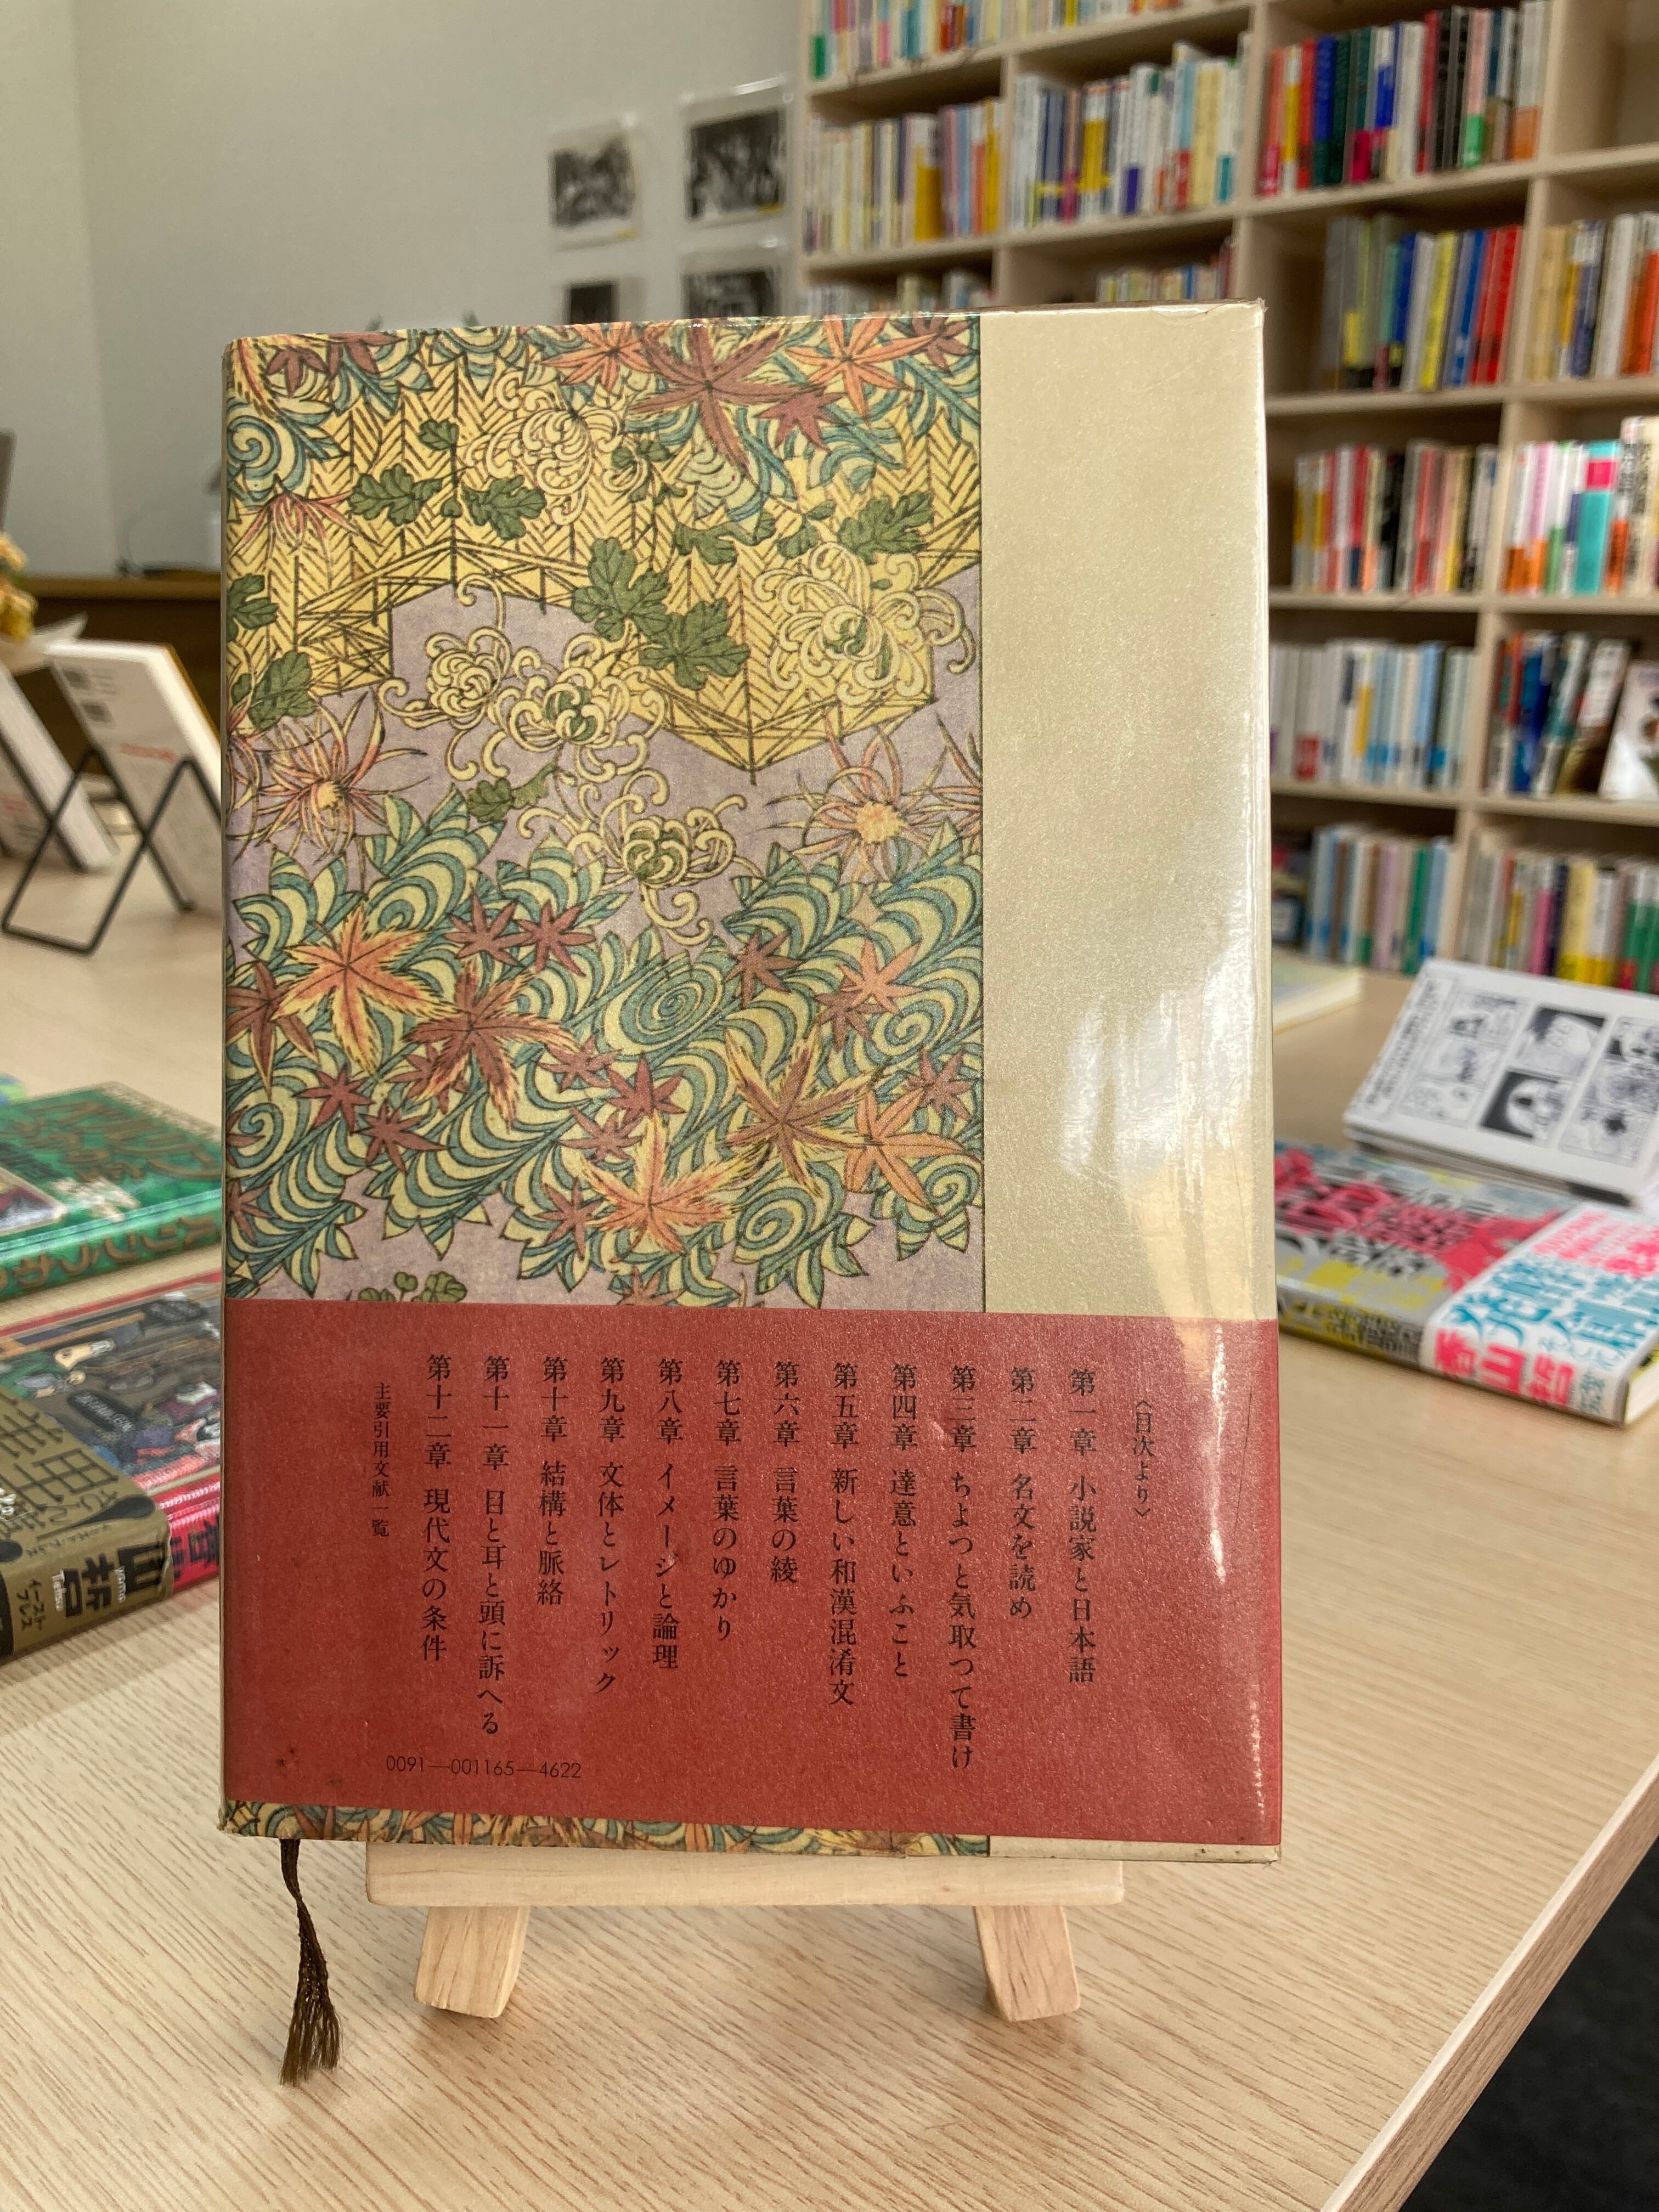 〈目次より〉
第一章 小説家と日本語
第二章 名文を読め
第三章 ちよつと気取つて書け
第四章 達意といふこと
第五章 新しい和漢混淆文
第六章 言葉の綾
第七章 言葉のゆかり
第八章 イメージと論理
第九章 文体とレトリック
第十章 結構と脈絡
第十一章 目と耳と頭に訴へる
第十二章 現代文の条件
主要引用文献一覧
0091—001165—4622